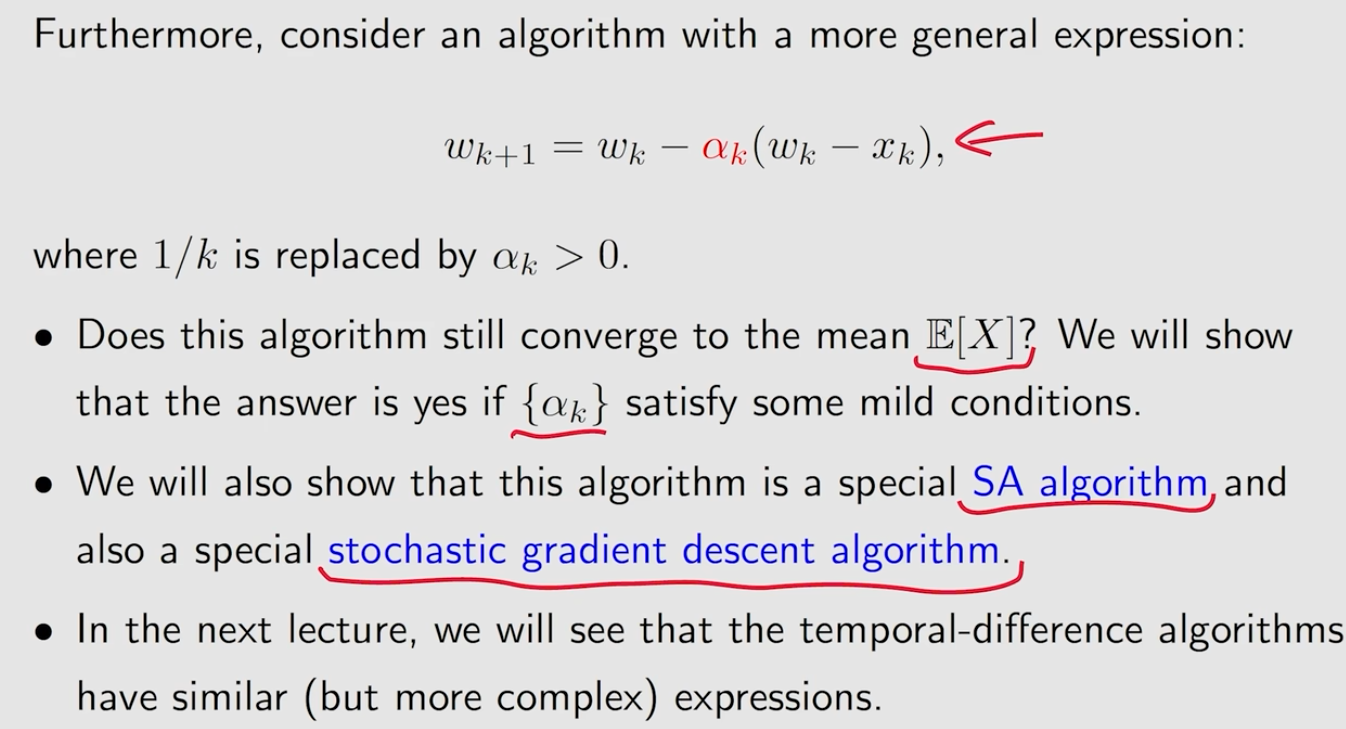 Furthermore, consider an algorithm with a more general expression:
w_{k+1} = w_k − α_k(w_k − x_k),
where 1/k is replaced by α_k > 0.
• Does this algorithm still converge to the mean 𝔼[X]? We will show
that the answer is yes if {α_k} satisfy some mild conditions.
• We will also show that this algorithm is a special SA algorithm, and
also a special stochastic gradient descent algorithm.
• In the next lecture, we will see that the temporal-difference algorithms
have similar (but more complex) expressions.